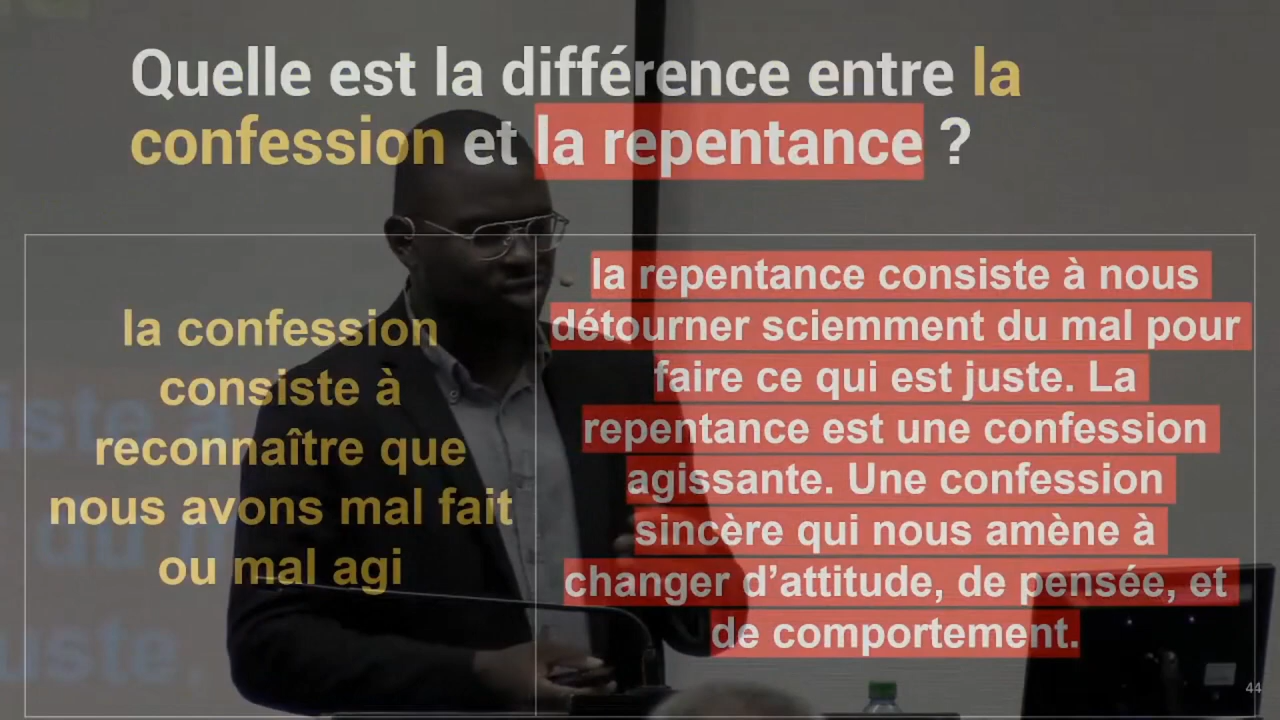 Quelle est la différence entre la
confession et la repentance ?
la confession
consiste à
reconnaître que
nous avons mal fait
ou mal agi
la repentance consiste à nous
détourner sciemment du mal pour
faire ce qui est juste. La
repentance est une confession
agissante. Une confession
sincère qui nous amène à
changer d’attitude, de pensée, et
de comportement.
44